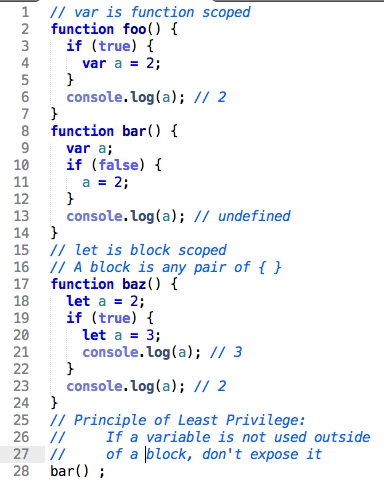 1 // var is function scoped
2 function foo() {
3 if (true) {
4 var a = 2;
5 }
6 console.log(a); // 2
7 }
8 function bar() {
9 var a;
10 if (false) {
11 a = 2;
12 }
13 console.log(a); // undefined
14 }
15 // let is block scoped
16 // A block is any pair of { }
17 function baz() {
18 let a = 2;
19 if (true) {
20 let a = 3;
21 console.log(a); // 3
22 }
23 console.log(a); // 2
24 }
25 // Principle of Least Privilege:
26 // If a variable is not used outside
27 // of a block, don't expose it
28 bar() ;